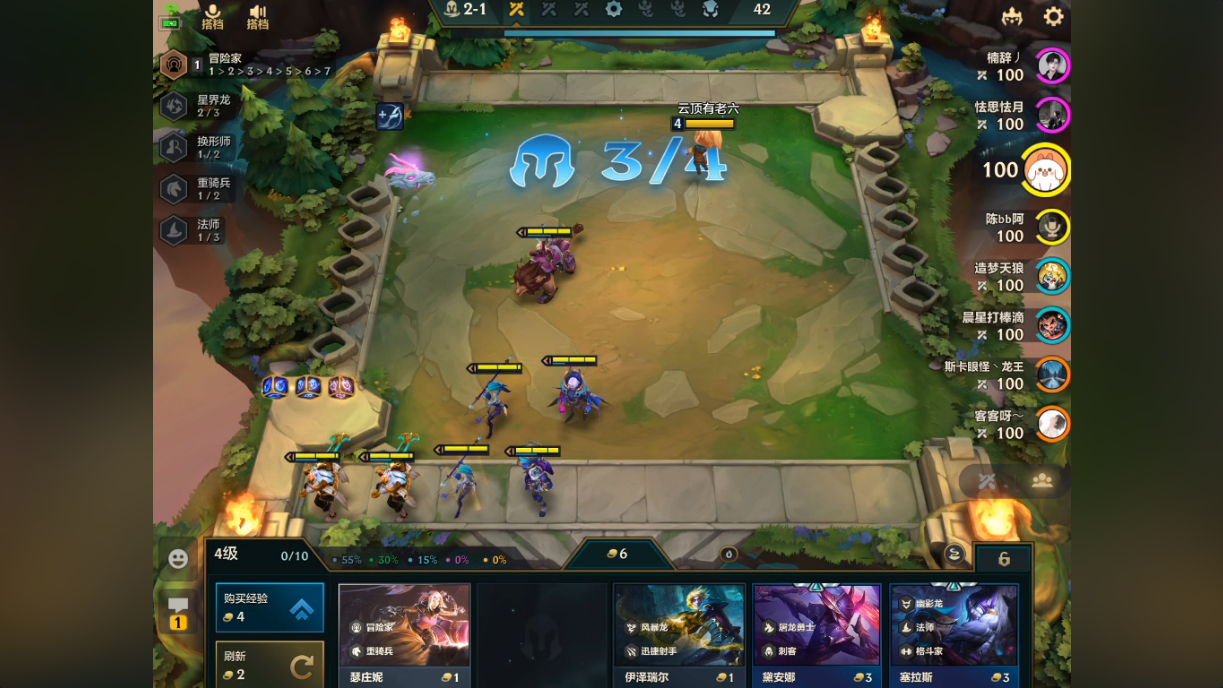 搭档
搭档
2-1
42
1
冒险家
1 > 2 > 3 > 4 > 5 > 6 > 7
星界龙
2 / 3
换形师
1 / 2
重骑兵
1 / 2
法师
1 / 3
云顶有老六
4
3/4
楠辞丿
100
怯思怯月
100
100
陈bb阿
100
造梦天狼
100
晨星打棒滴
100
斯卡眼怪丶龙王
100
客客呀～
100
4级
0/10
55%
30%
15%
0%
0%
6
1
购买经验
4
刷新
2
冒险家
重骑兵
瑟庄妮
1
风暴龙
迅捷射手
伊泽瑞尔
1
屠龙勇士
刺客
黛安娜
3
幽彩龙
法师
格斗家
塞拉斯
3